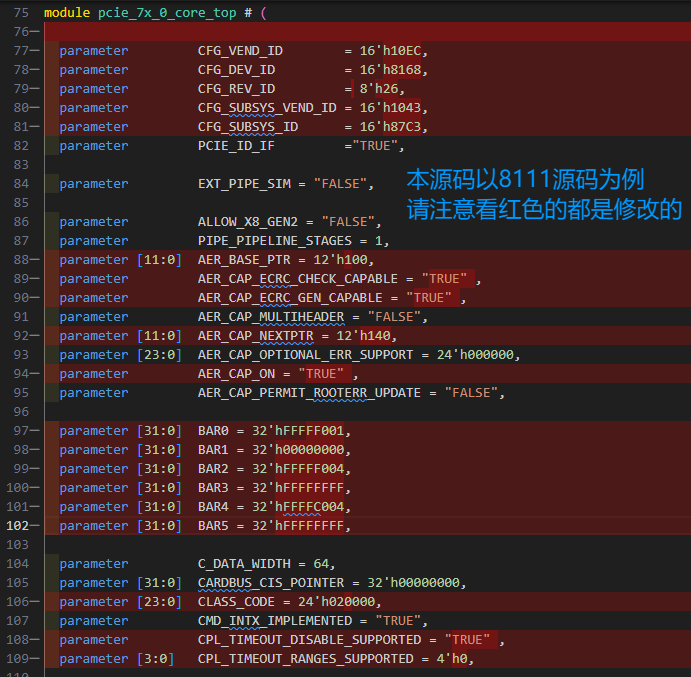 75 module pcie_7x_0_core_top # (
76—
77— parameter CFG_VEND_ID = 16'h10EC,
78— parameter CFG_DEV_ID = 16'h8168,
79— parameter CFG_REV_ID = 8'h26,
80— parameter CFG_SUBSYS_VEND_ID = 16'h1043,
81— parameter CFG_SUBSYS_ID = 16'h87C3,
82 parameter PCIE_ID_IF ="TRUE",
83
84 parameter EXT_PIPE_SIM = "FALSE",
本源码以8111源码为例
85
请注意看红色的都是修改的
86 parameter ALLOW_X8_GEN2 = "FALSE",
87 parameter PIPE_PIPELINE_STAGES = 1,
88— parameter [11:0] AER_BASE_PTR = 12'h100,
89— parameter AER_CAP_ECRC_CHECK_CAPABLE = "TRUE" ,
90— parameter AER_CAP_ECRC_GEN_CAPABLE = "TRUE" ,
91 parameter AER_CAP_MULTIHEADER = "FALSE",
92— parameter [11:0] AER_CAP_NEXTPTR = 12'h140,
93 parameter [23:0] AER_CAP_OPTIONAL_ERR_SUPPORT = 24'h000000,
94— parameter AER_CAP_ON = "TRUE" ,
95 parameter AER_CAP_PERMIT_ROOTERR_UPDATE = "FALSE",
96
97— parameter [31:0] BAR0 = 32'hFFFFF001,
98— parameter [31:0] BAR1 = 32'h00000000,
99— parameter [31:0] BAR2 = 32'hFFFFF004,
100— parameter [31:0] BAR3 = 32'hFFFFFFFF,
101— parameter [31:0] BAR4 = 32'hFFFFC004,
102— parameter [31:0] BAR5 = 32'hFFFFFFFF,
103
104 parameter C_DATA_WIDTH = 64,
105 parameter [31:0] CARDBUS_CIS_POINTER = 32'h00000000,
106— parameter [23:0] CLASS_CODE = 24'h020000,
107 parameter CMD_INTX_IMPLEMENTED = "TRUE",
108— parameter CPL_TIMEOUT_DISABLE_SUPPORTED = "TRUE" ,
109— parameter [3:0] CPL_TIMEOUT_RANGES_SUPPORTED = 4'h0,
110